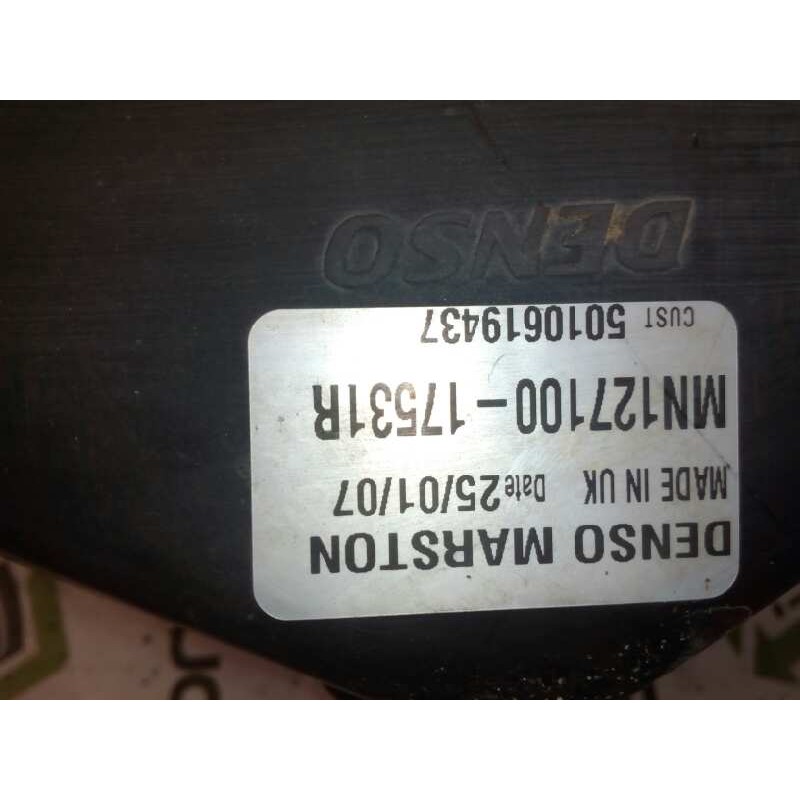 DENSO MARSTON
MADE IN UK Date 25/01/07
MN127100-17531R
CUST 5010619437
DENSO